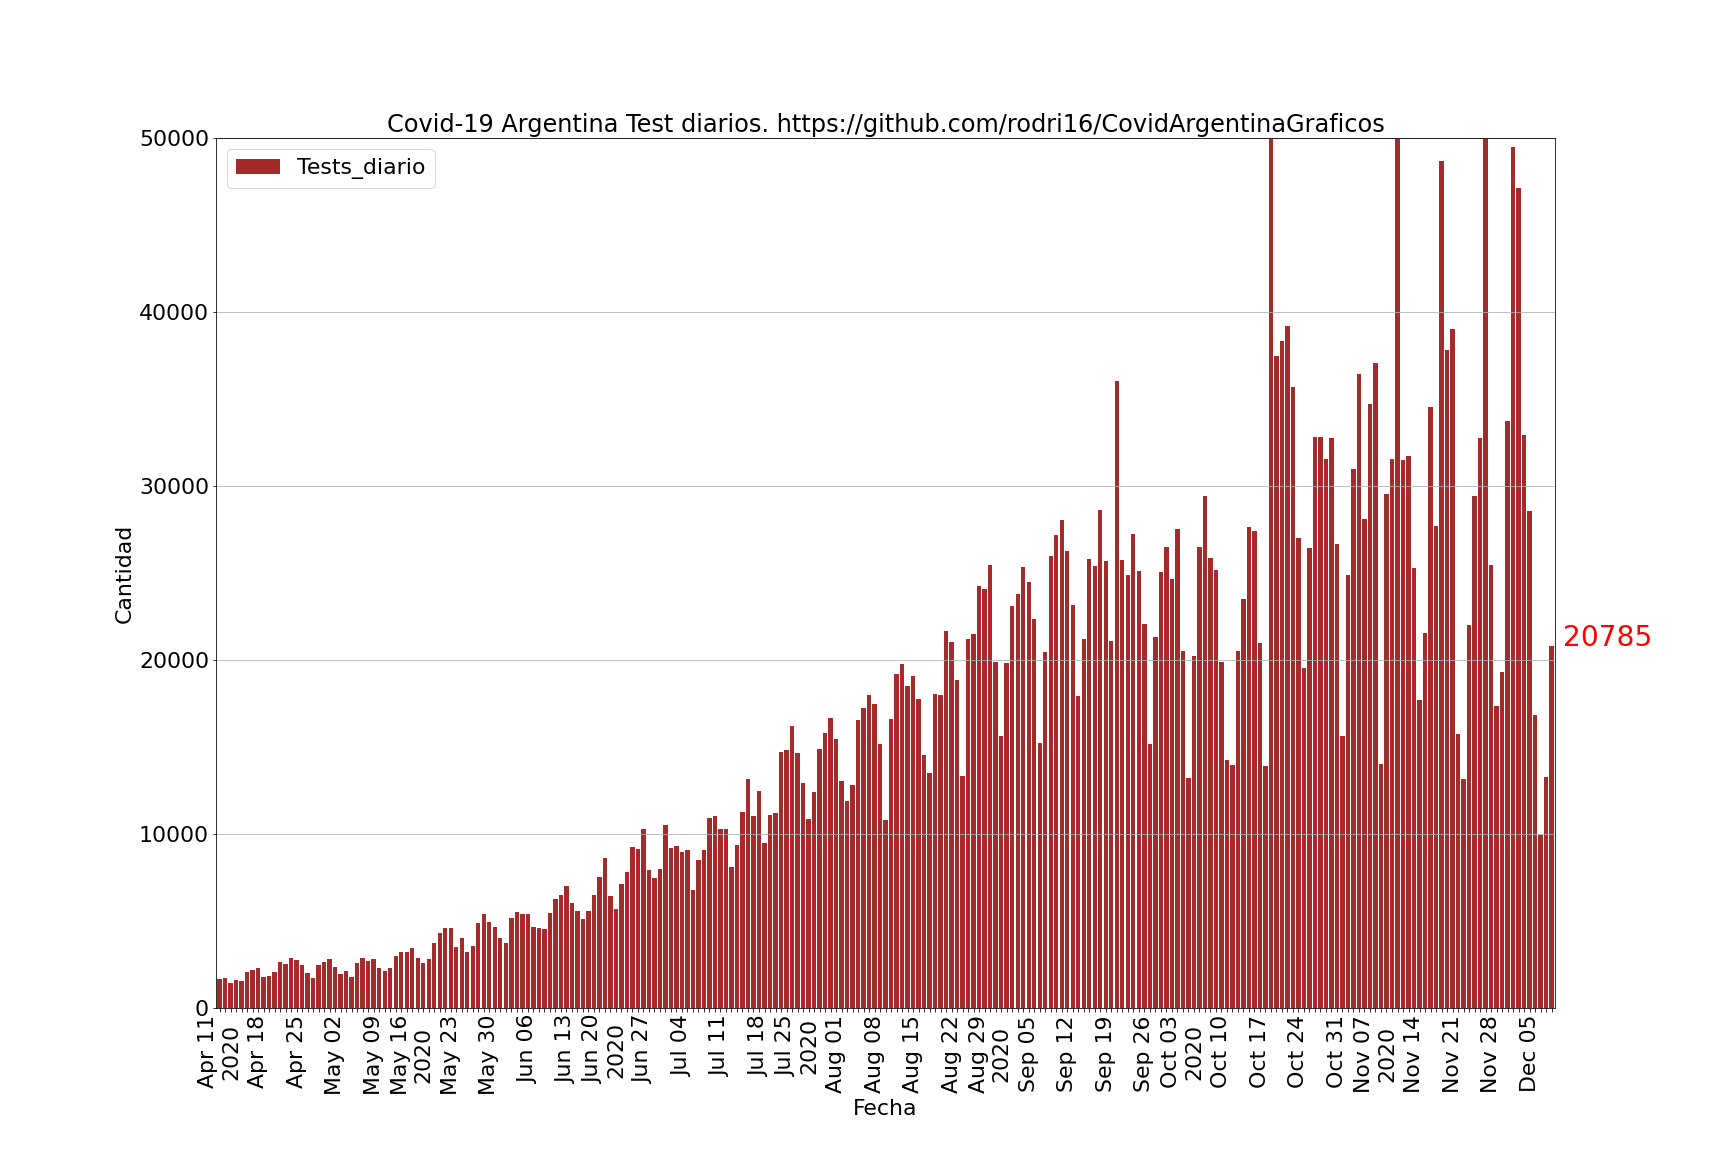 Covid-19 Argentina Test diarios. https://github.com/rodri16/CovidArgentinaGraficos
Tests_diario
50000
40000
30000
20000
10000
0
Cantidad
20785
Apr 11
2020
Apr 18
Apr 25
May 02
May 09
May 16
2020
May 23
May 30
Jun 06
Jun 13
Jun 20
2020
Jun 27
Jul 04
Jul 11
Jul 18
Jul 25
2020
Aug 01
Aug 08
Aug 15
Aug 22
Aug 29
2020
Sep 05
Sep 12
Sep 19
Sep 26
Oct 03
2020
Oct 10
Oct 17
Oct 24
Oct 31
Nov 07
2020
Nov 14
Nov 21
Nov 28
Dec 05
Fecha